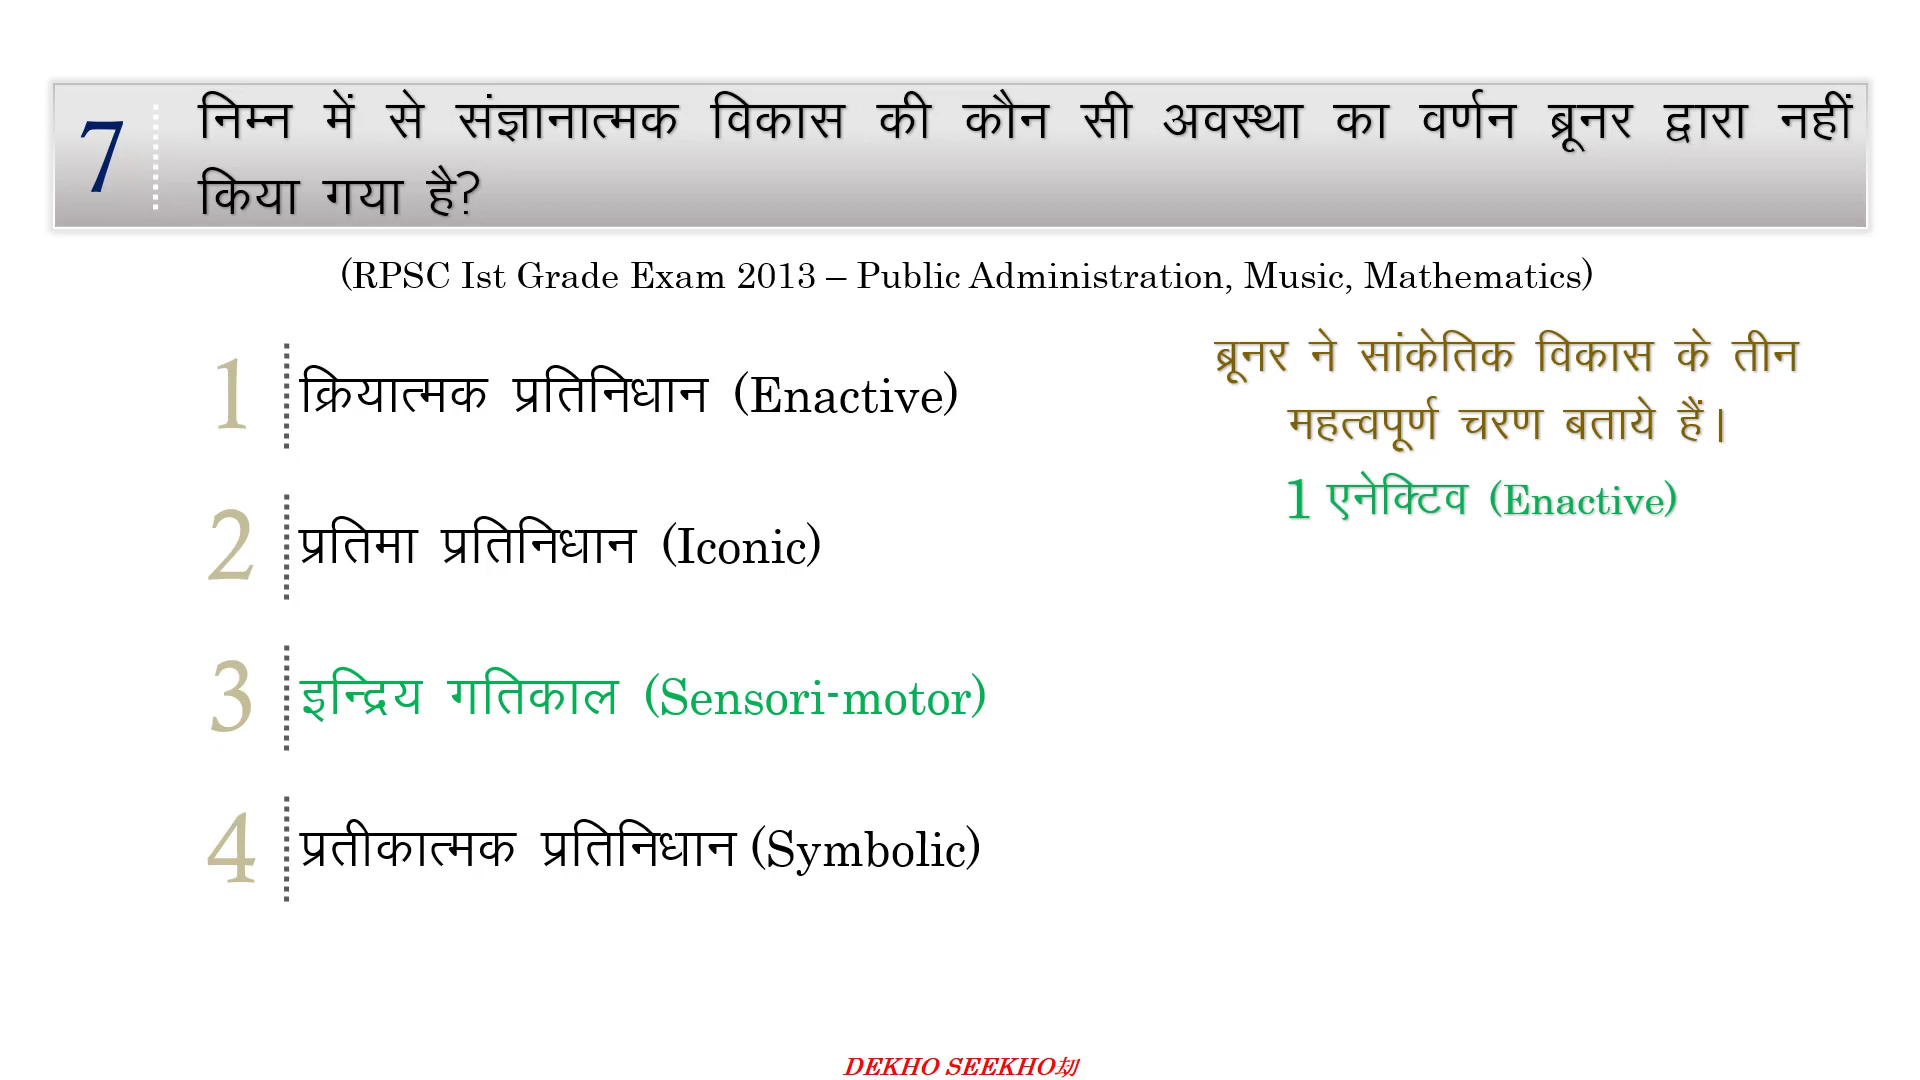 7
निम्न में से संज्ञानात्मक विकास की कौन सी अवस्था का वर्णन ब्रूनर द्वारा नहीं
किया गया है?
(RPSC Ist Grade Exam 2013 – Public Administration, Music, Mathematics)
1 क्रियात्मक प्रतिनिधान (Enactive)
2 प्रतिमा प्रतिनिधान (Iconic)
3 इन्द्रिय गतिकाल (Sensori-motor)
4 प्रतीकात्मक प्रतिनिधान (Symbolic)
ब्रूनर ने सांकेतिक विकास के तीन
महत्वपूर्ण चरण बताये हैं।
1 एनेक्टिव (Enactive)
DEKHO SEEKHO